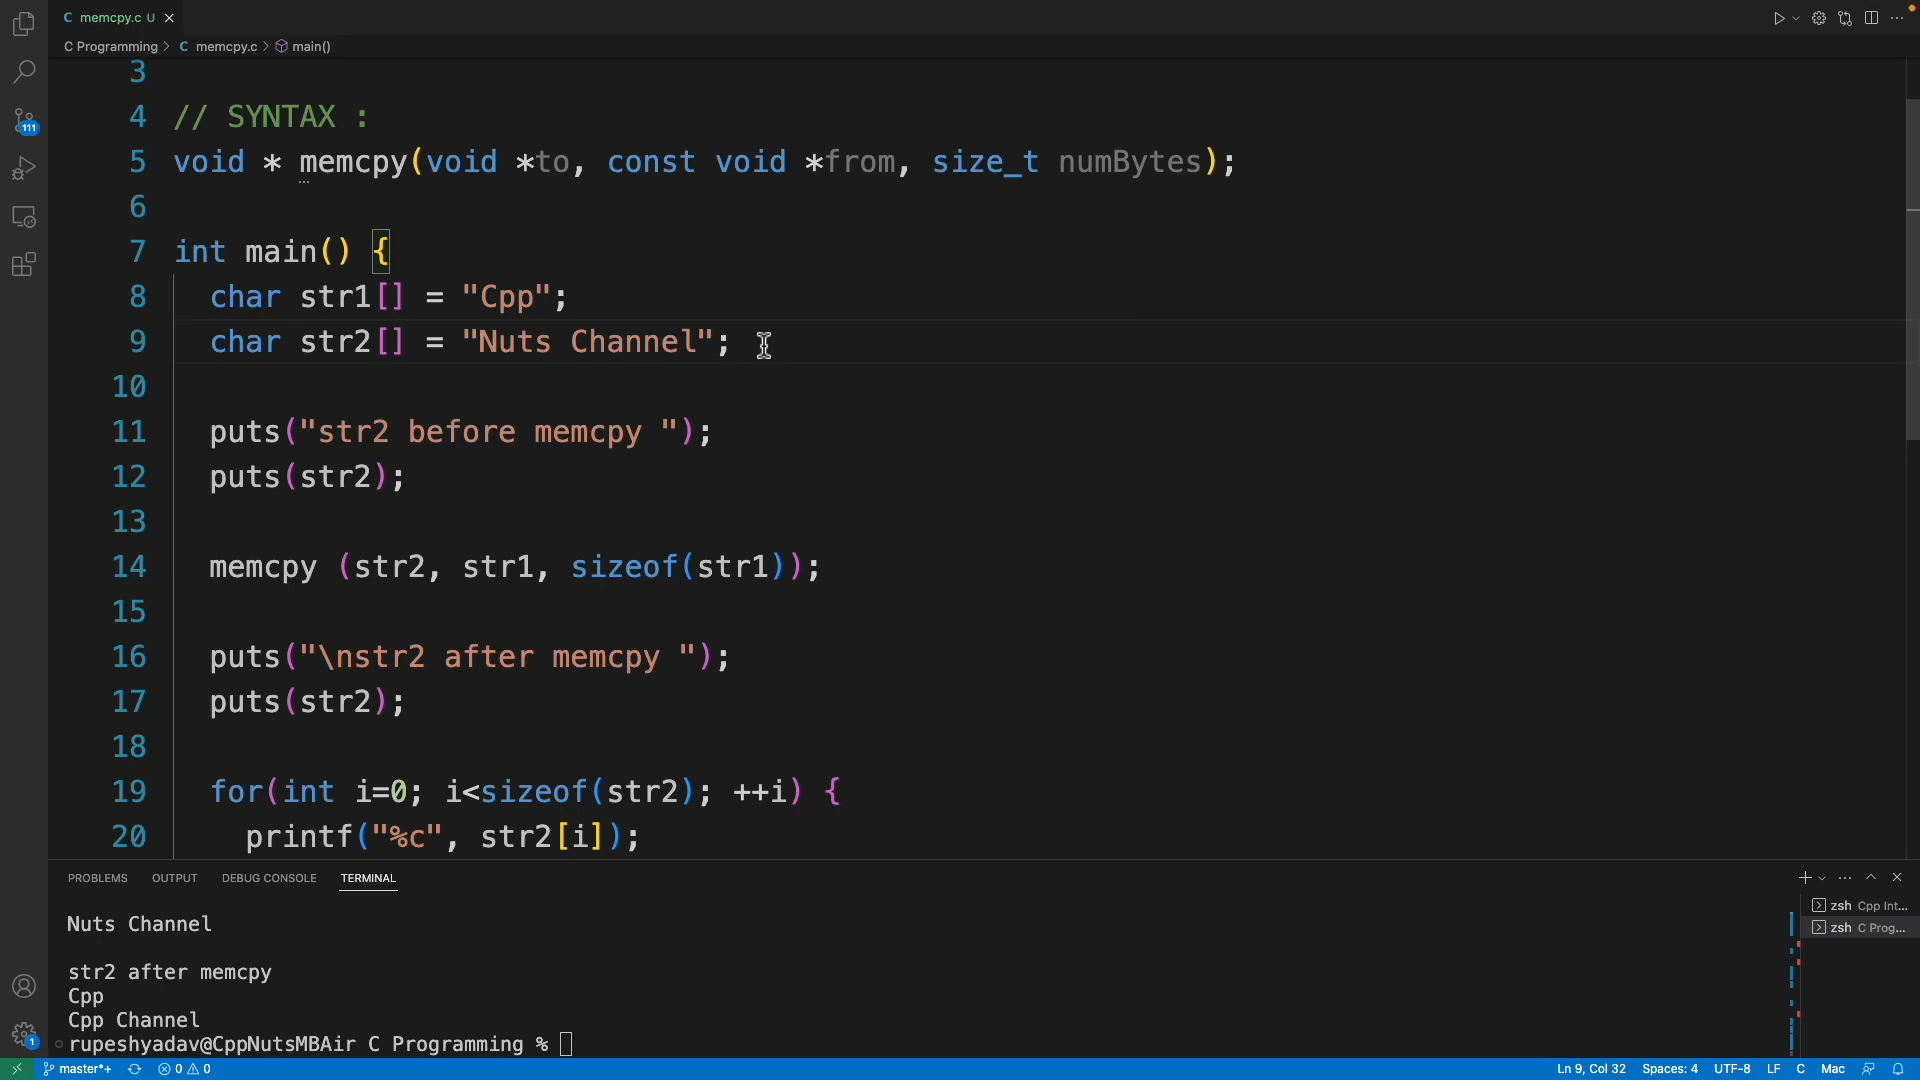 C memcpy.c U
C Programming > C memcpy.c > main()
3
4 // SYNTAX :
5 void * memcpy(void *to, const void *from, size_t numBytes);
6
7 int main() {
8 char str1[] = "Cpp";
9 char str2[] = "Nuts Channel";
10
11 puts("str2 before memcpy ");
12 puts(str2);
13
14 memcpy (str2, str1, sizeof(str1));
15
16 puts("\nstr2 after memcpy ");
17 puts(str2);
18
19 for(int i=0; i<sizeof(str2); ++i) {
20 printf("%c", str2[i]);
111
PROBLEMS OUTPUT DEBUG CONSOLE TERMINAL
Nuts Channel
str2 after memcpy
Cpp
Cpp Channel
rupeshyadav@CppNutsMBAir C Programming %
zsh Cpp Int...
zsh C Prog...
1
master*+ 0 0 Ln 9, Col 32 Spaces: 4 UTF-8 LF C Mac